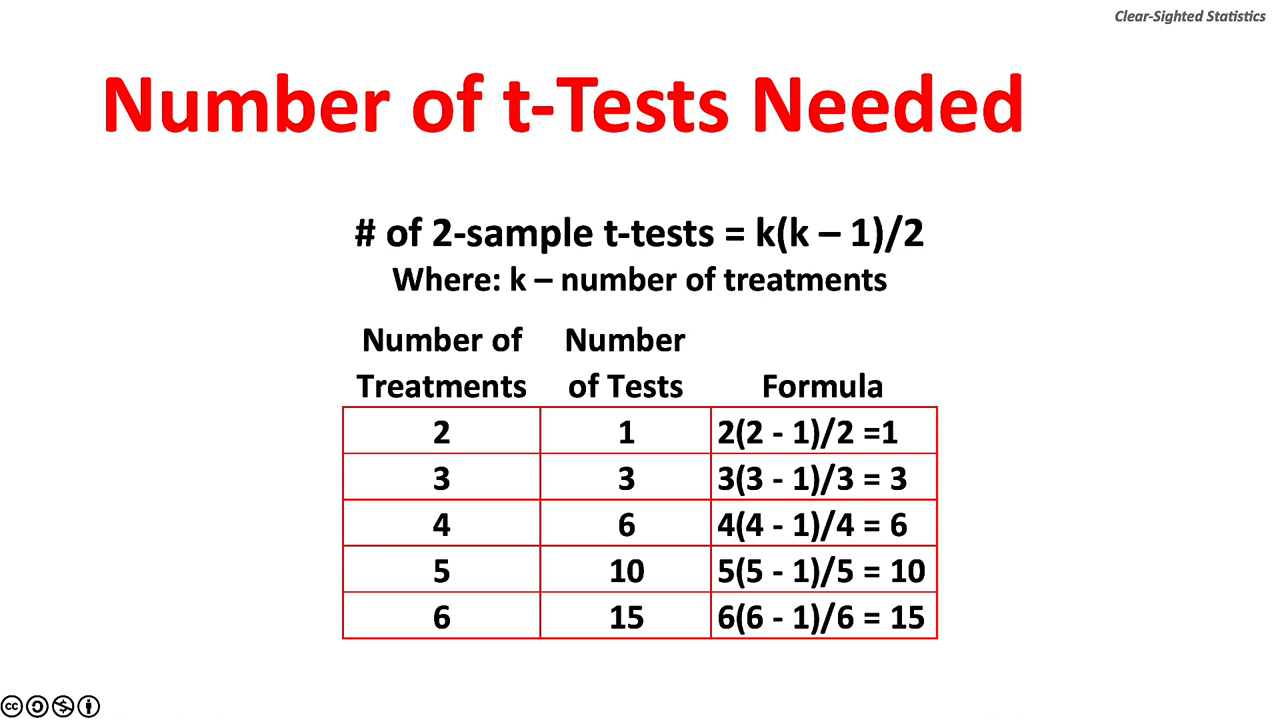 Clear-Sighted Statistics
Number of t-Tests Needed
# of 2-sample t-tests = k(k – 1)/2
Where: k – number of treatments
Number of Number
Treatments of Tests Formula
2 1 2(2 - 1)/2 =1
3 3 3(3 - 1)/3 = 3
4 6 4(4 - 1)/4 = 6
5 10 5(5 - 1)/5 = 10
6 15 6(6 - 1)/6 = 15
cc